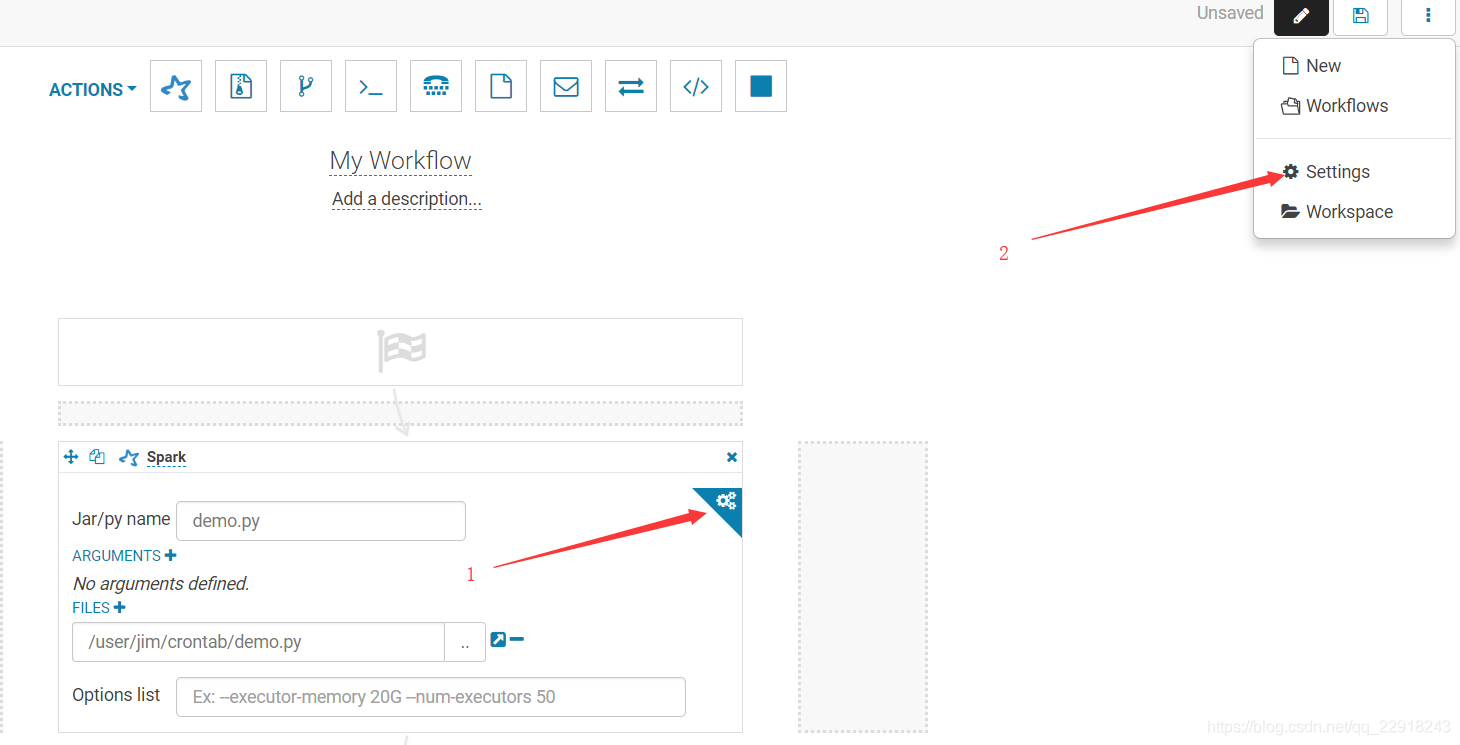 Unsaved
New
Workflows
Settings
Workspace
ACTIONS
My Workflow
Add a description...
2
Spark
Jar/py name demo.py
1
ARGUMENTS
No arguments defined.
FILES
/user/jim/crontab/demo.py ..
Options list Ex: --executor-memory 20G --num-executors 50
https://blog.csdn.net/qq_22918243